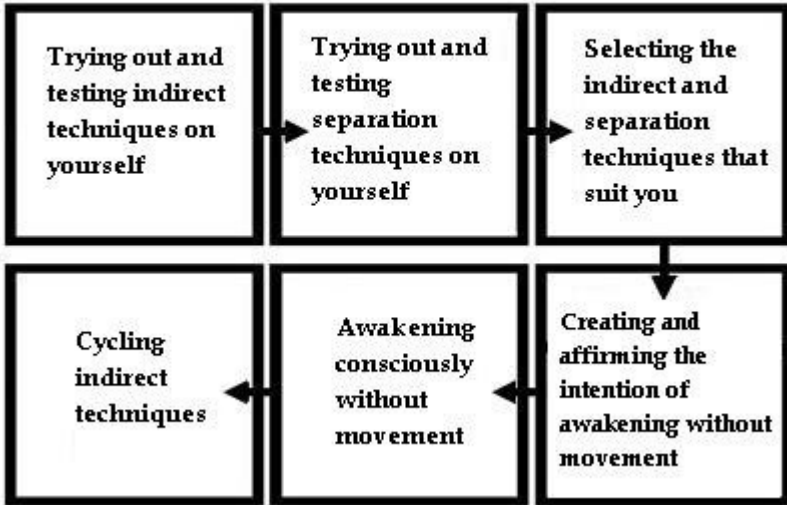 Trying out and
testing indirect
techniques on
yourself
Trying out and
testing
separation
techniques on
yourself
Selecting the
indirect and
separation
techniques that
suit you
Creating and
affirming the
intention of
awakening without
movement
Awakening
consciously
without
movement
Cycling
indirect
techniques